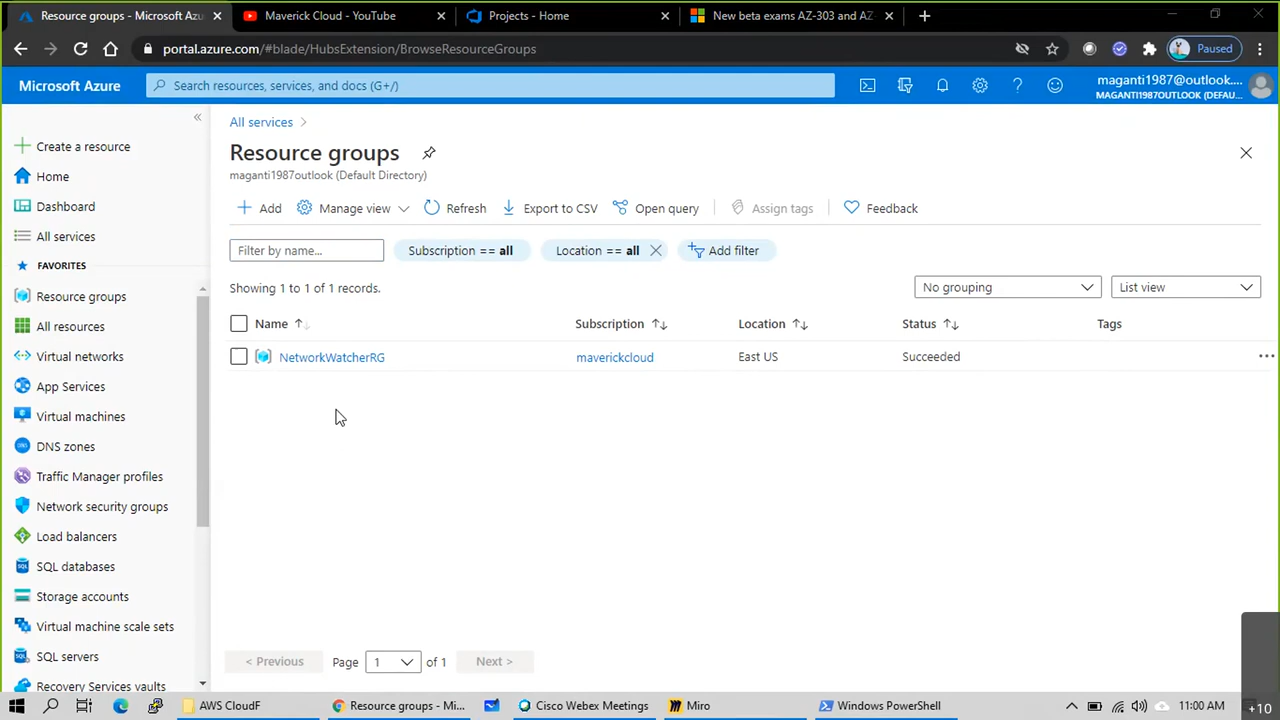 Resource groups - Microsoft Azu
Maverick Cloud - YouTube
Projects - Home
New beta exams AZ-303 and AZ
portal.azure.com/#blade/HubsExtension/BrowseResourceGroups
Paused
Microsoft Azure
Search resources, services, and docs (G+/)
maganti1987@outlook....
MAGANTI1987OUTLOOK (DEFAU...
Create a resource
Home
Dashboard
All services
FAVORITES
Resource groups
All resources
Virtual networks
App Services
Virtual machines
DNS zones
Traffic Manager profiles
Network security groups
Load balancers
SQL databases
Storage accounts
Virtual machine scale sets
SQL servers
Recovery Services vaults
All services >
Resource groups
maganti1987outlook (Default Directory)
Add Manage view Refresh Export to CSV Open query Assign tags Feedback
Filter by name... Subscription == all Location == all Add filter
Showing 1 to 1 of 1 records.
No grouping List view
Name Subscription Location Status Tags
NetworkWatcherRG maverickcloud East US Succeeded
< Previous Page 1 of 1 Next >
AWS CloudF
Resource groups - Mi...
Cisco Webex Meetings
Miro
Windows PowerShell
11:00 AM
+10